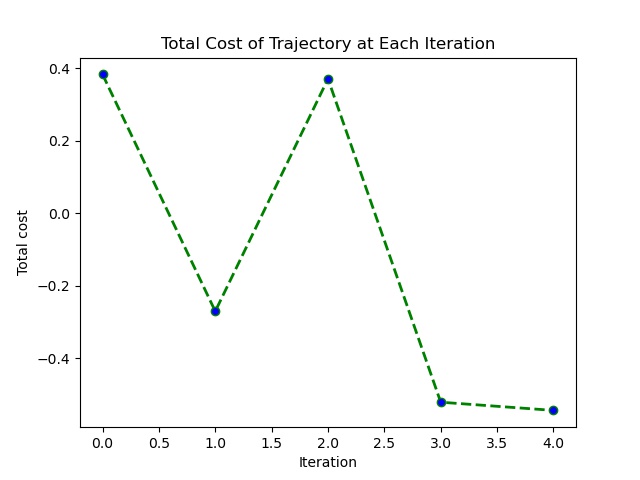 Total Cost of Trajectory at Each Iteration
0.4
0.2
0.0
−0.2
−0.4
Total cost
0.0 0.5 1.0 1.5 2.0 2.5 3.0 3.5 4.0
Iteration